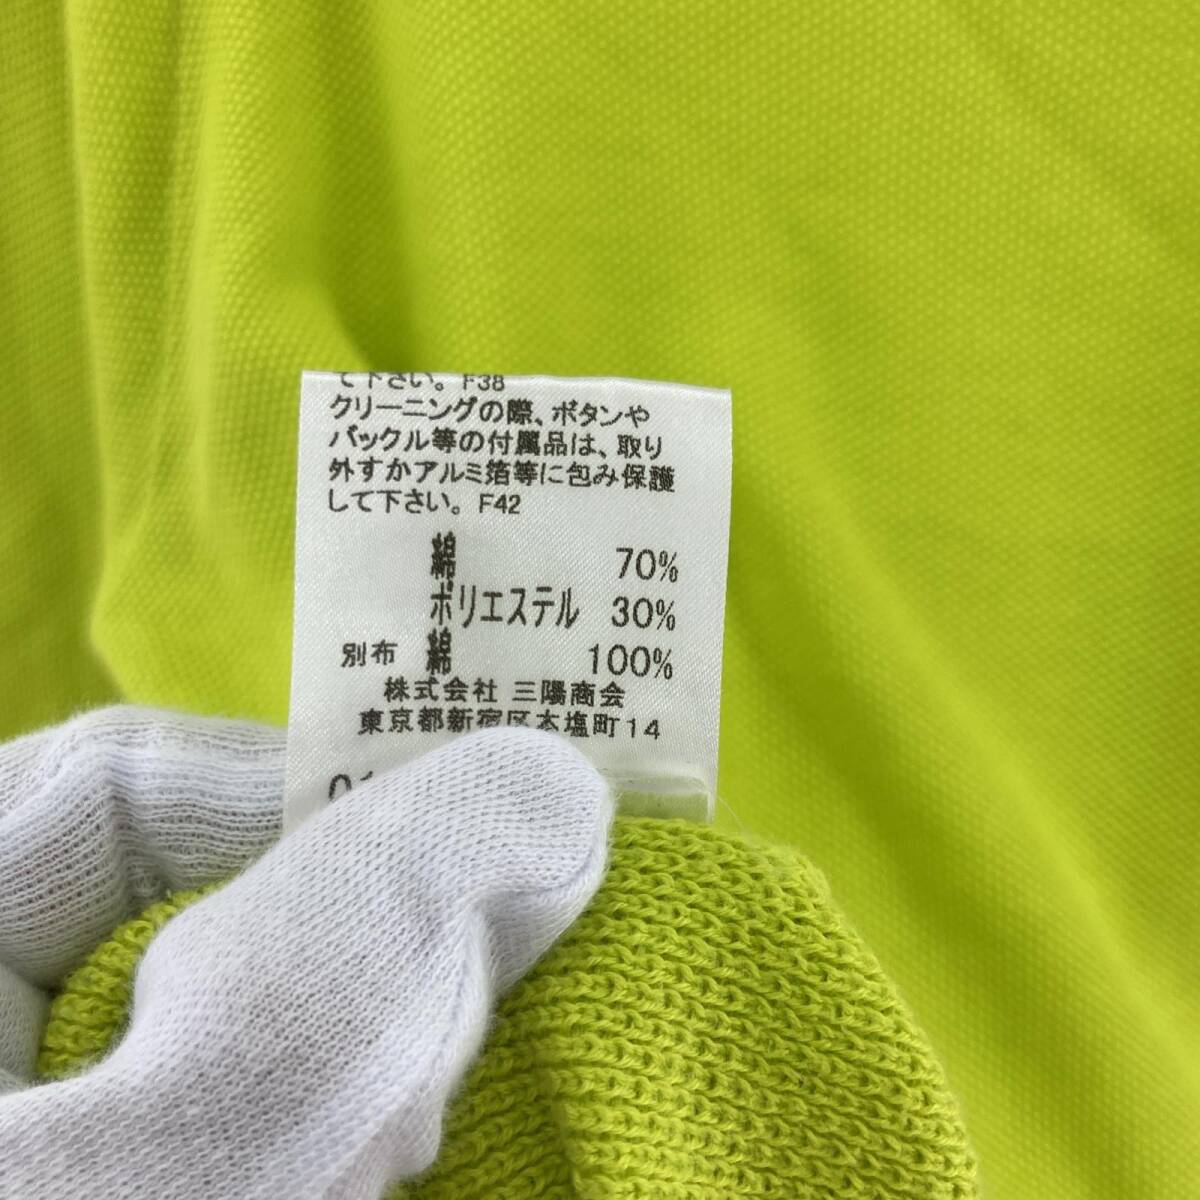 て下さい。F38
クリーニングの際、ボタンや
バックル等の付属品は、取り
外すかアルミ箔等に包み保護
して下さい。F42
綿 70%
ポリエステル 30%
別布 綿 100%
株式会社 三陽商会
東京都新宿区本塩町14